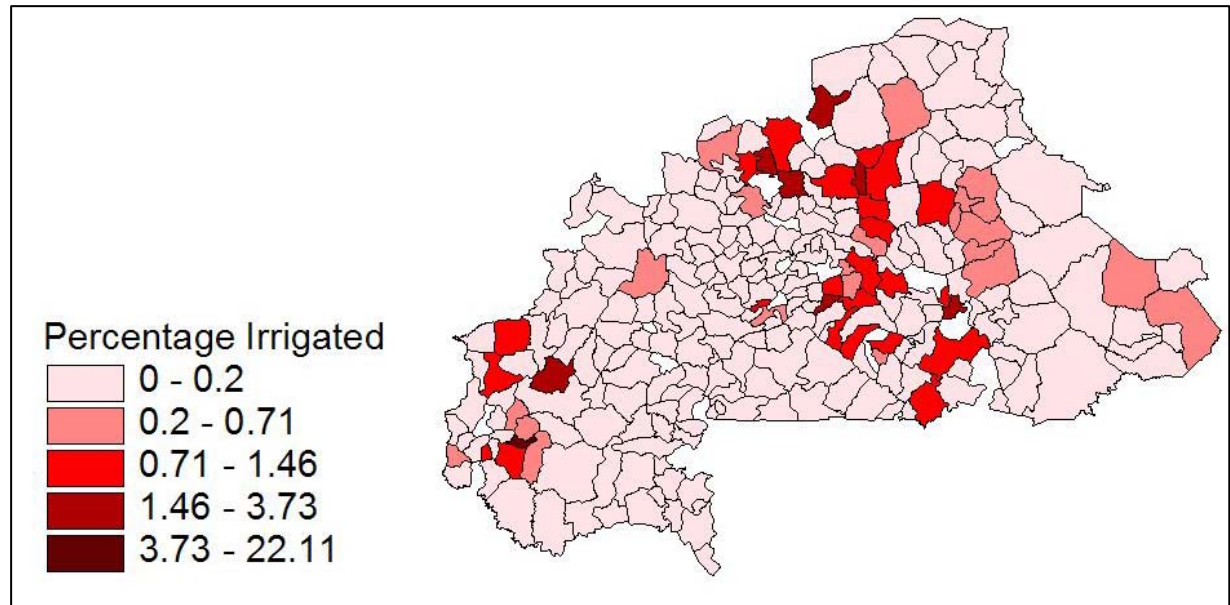 Percentage Irrigated
0 - 0.2
0.2 - 0.71
0.71 - 1.46
1.46 - 3.73
3.73 - 22.11